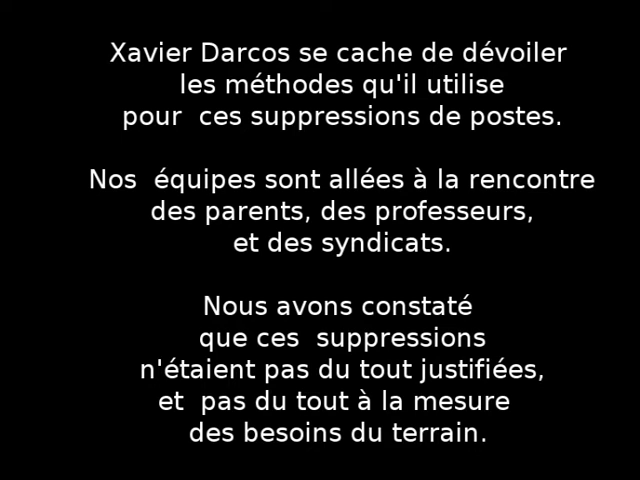 Xavier Darcos se cache de dévoiler
les méthodes qu'il utilise
pour ces suppressions de postes.
Nos équipes sont allées à la rencontre
des parents, des professeurs,
et des syndicats.
Nous avons constaté
que ces suppressions
n'étaient pas du tout justifiées,
et pas du tout à la mesure
des besoins du terrain.